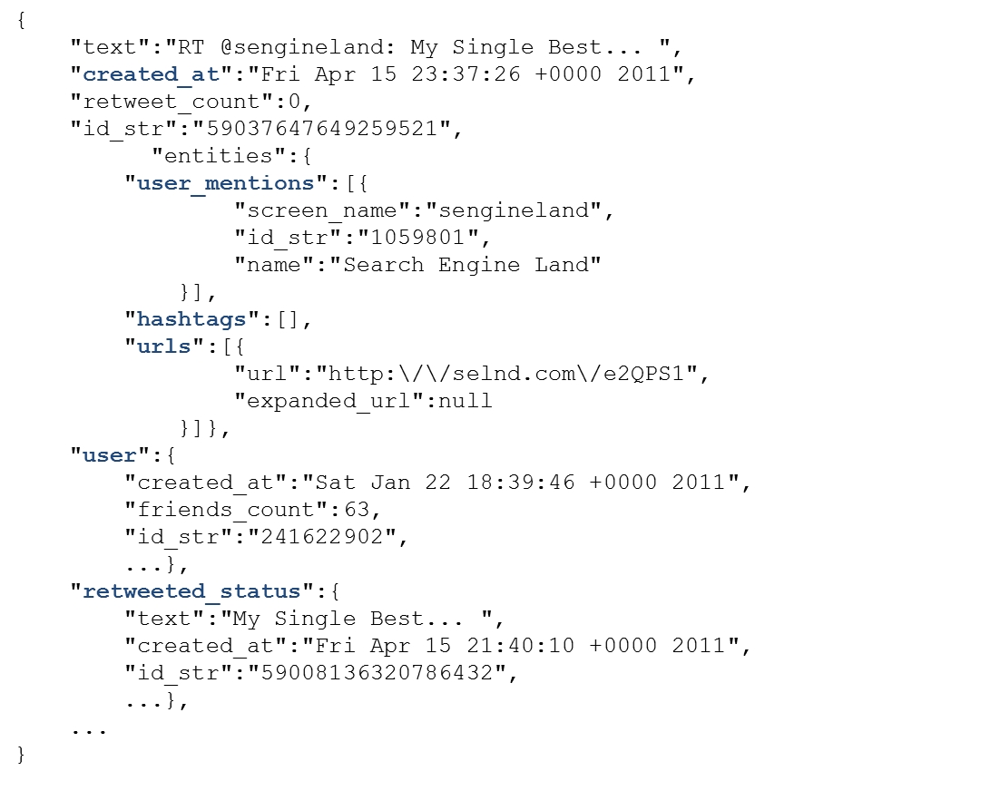 {
"text":"RT @sengineland: My Single Best... ",
"created_at":"Fri Apr 15 23:37:26 +0000 2011",
"retweet_count":0,
"id_str":"59037647649259521",
"entities":{
"user_mentions":[{
"screen_name":"sengineland",
"id_str":"1059801",
"name":"Search Engine Land"
}],
"hashtags":[],
"urls":[{
"url":"http:\/\/selnd.com\/e2QPS1",
"expanded_url":null
}]},
"user":{
"created_at":"Sat Jan 22 18:39:46 +0000 2011",
"friends_count":63,
"id_str":"241622902",
...},
"retweeted_status":{
"text":"My Single Best... ",
"created_at":"Fri Apr 15 21:40:10 +0000 2011",
"id_str":"59008136320786432",
...},
...
}